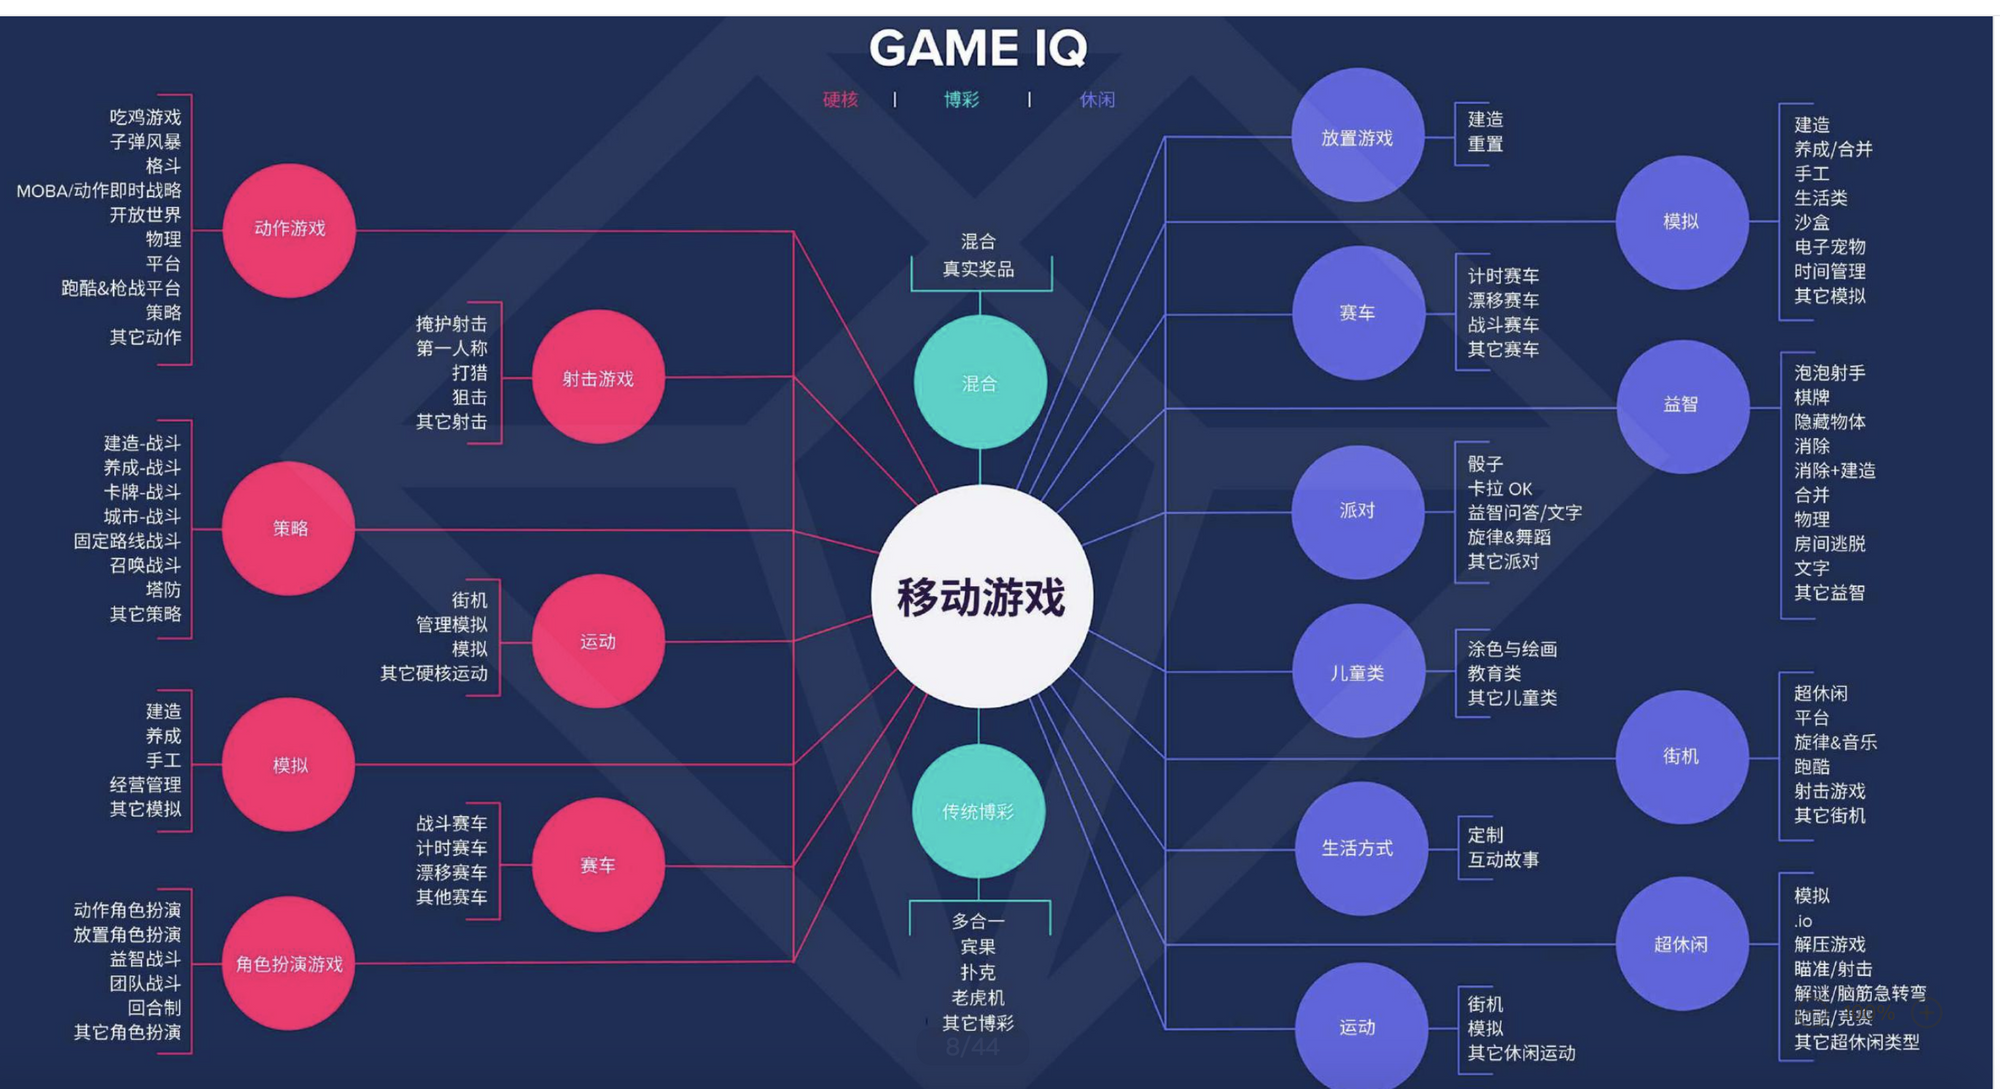 GAME IQ
硬核 | 博彩 | 休闲
吃鸡游戏
子弹风暴
格斗
MOBA/动作即时战略
开放世界
物理
平台
跑酷&枪战平台
策略
其它动作
动作游戏
掩护射击
第一人称
打猎
狙击
其它射击
射击游戏
建造-战斗
养成-战斗
卡牌-战斗
城市-战斗
固定路线战斗
召唤战斗
塔防
其它策略
策略
街机
管理模拟
模拟
其它硬核运动
运动
建造
养成
手工
经营管理
其它模拟
模拟
战斗赛车
计时赛车
漂移赛车
其他赛车
赛车
动作角色扮演
放置角色扮演
益智战斗
团队战斗
回合制
其它角色扮演
角色扮演游戏
混合
真实奖品
混合
移动游戏
传统博彩
多合一
宾果
扑克
老虎机
其它博彩
8/44
放置游戏
建造
重置
模拟
建造
养成/合并
手工
生活类
沙盒
电子宠物
时间管理
其它模拟
赛车
计时赛车
漂移赛车
战斗赛车
其它赛车
益智
泡泡射手
棋牌
隐藏物体
消除
消除+建造
合并
物理
房间逃脱
文字
其它益智
派对
骰子
卡拉 OK
益智问答/文字
旋律&舞蹈
其它派对
儿童类
涂色与绘画
教育类
其它儿童类
街机
超休闲
平台
旋律&音乐
跑酷
射击游戏
其它街机
生活方式
定制
互动故事
超休闲
模拟
.io
解压游戏
瞄准/射击
解谜/脑筋急转弯
跑酷/竞赛
其它超休闲类型
运动
街机
模拟
其它休闲运动